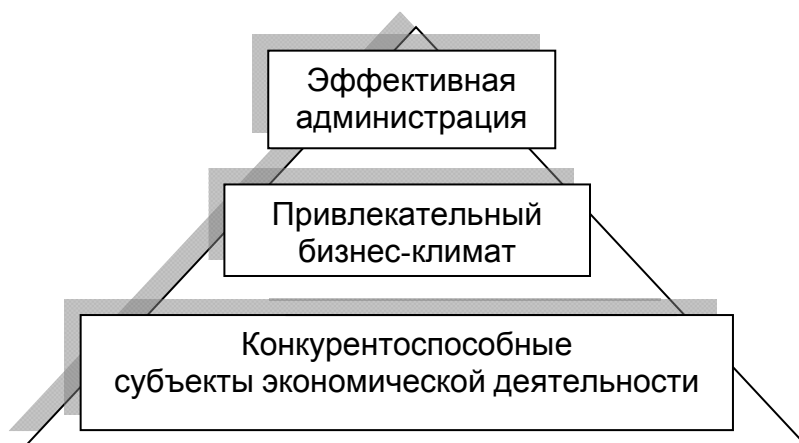 Эффективная
администрация
Привлекательный
бизнес-климат
Конкурентоспособные
субъекты экономической деятельности